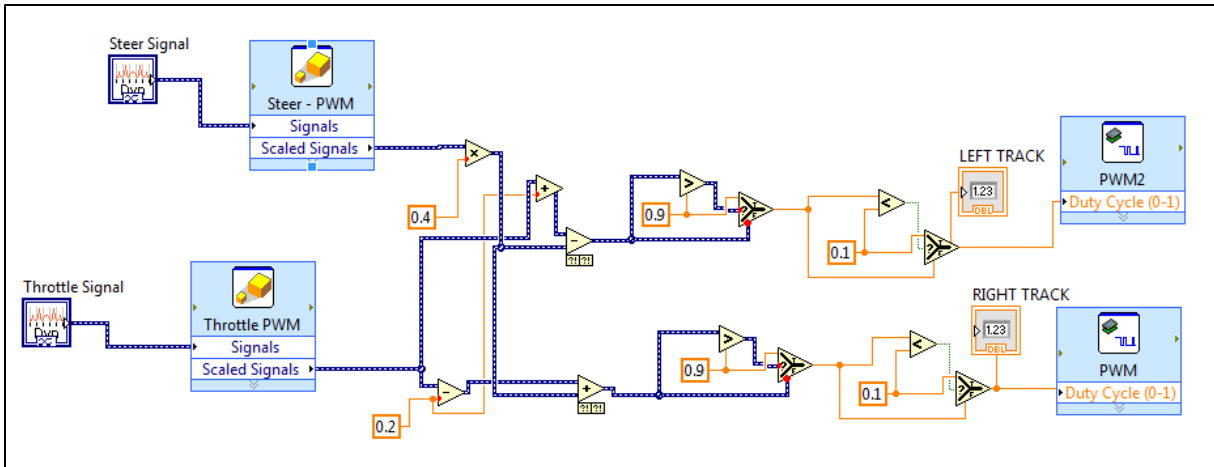 Steer Signal
Dyn
Steer - PWM
Signals
Scaled Signals
×
0.4
+
−
?! ?!
>
0.9
?
T
F
<
0.1
?
T
F
LEFT TRACK
1.23
DBL
PWM2
Duty Cycle (0-1)
Throttle Signal
Dyn
Throttle PWM
Signals
Scaled Signals
−
0.2
+
?! ?!
>
0.9
?
T
F
<
0.1
?
T
F
RIGHT TRACK
1.23
DBL
PWM
Duty Cycle (0-1)